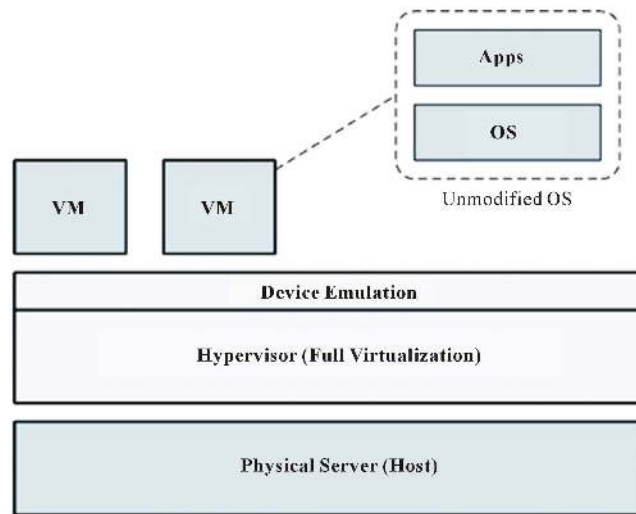 Apps
OS
Unmodified OS
VM
VM
Device Emulation
Hypervisor (Full Virtualization)
Physical Server (Host)